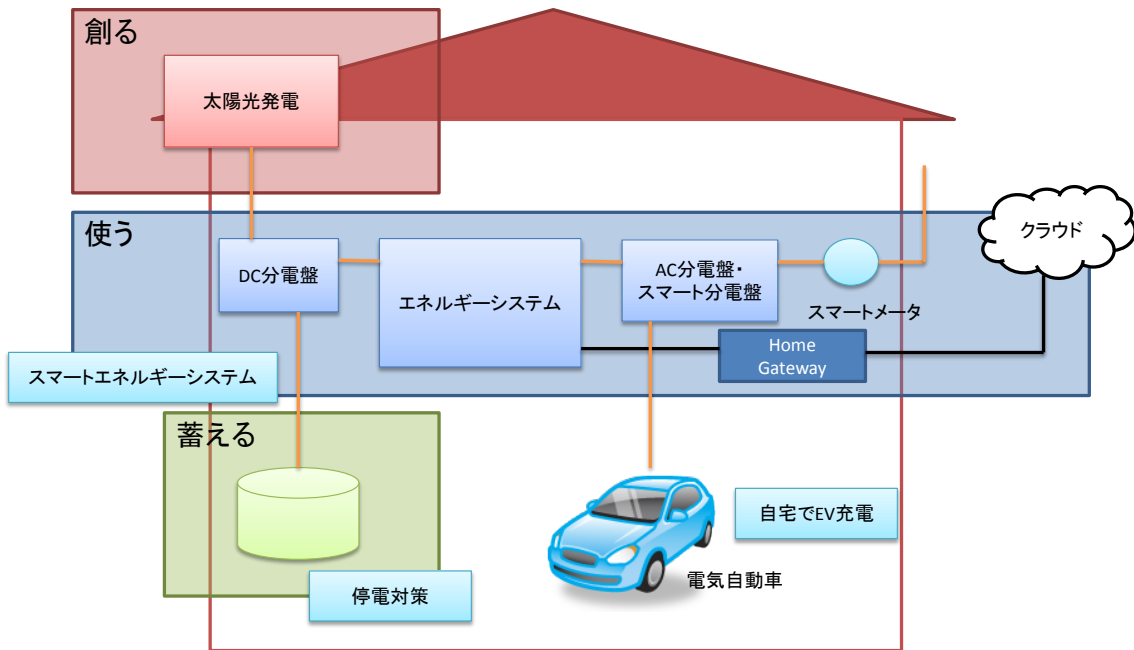 創る
太陽光発電
使う
クラウド
DC分電盤
エネルギーシステム
AC分電盤・
スマート分電盤
スマートメータ
Home
Gateway
スマートエネルギーシステム
蓄える
自宅でEV充電
電気自動車
停電対策